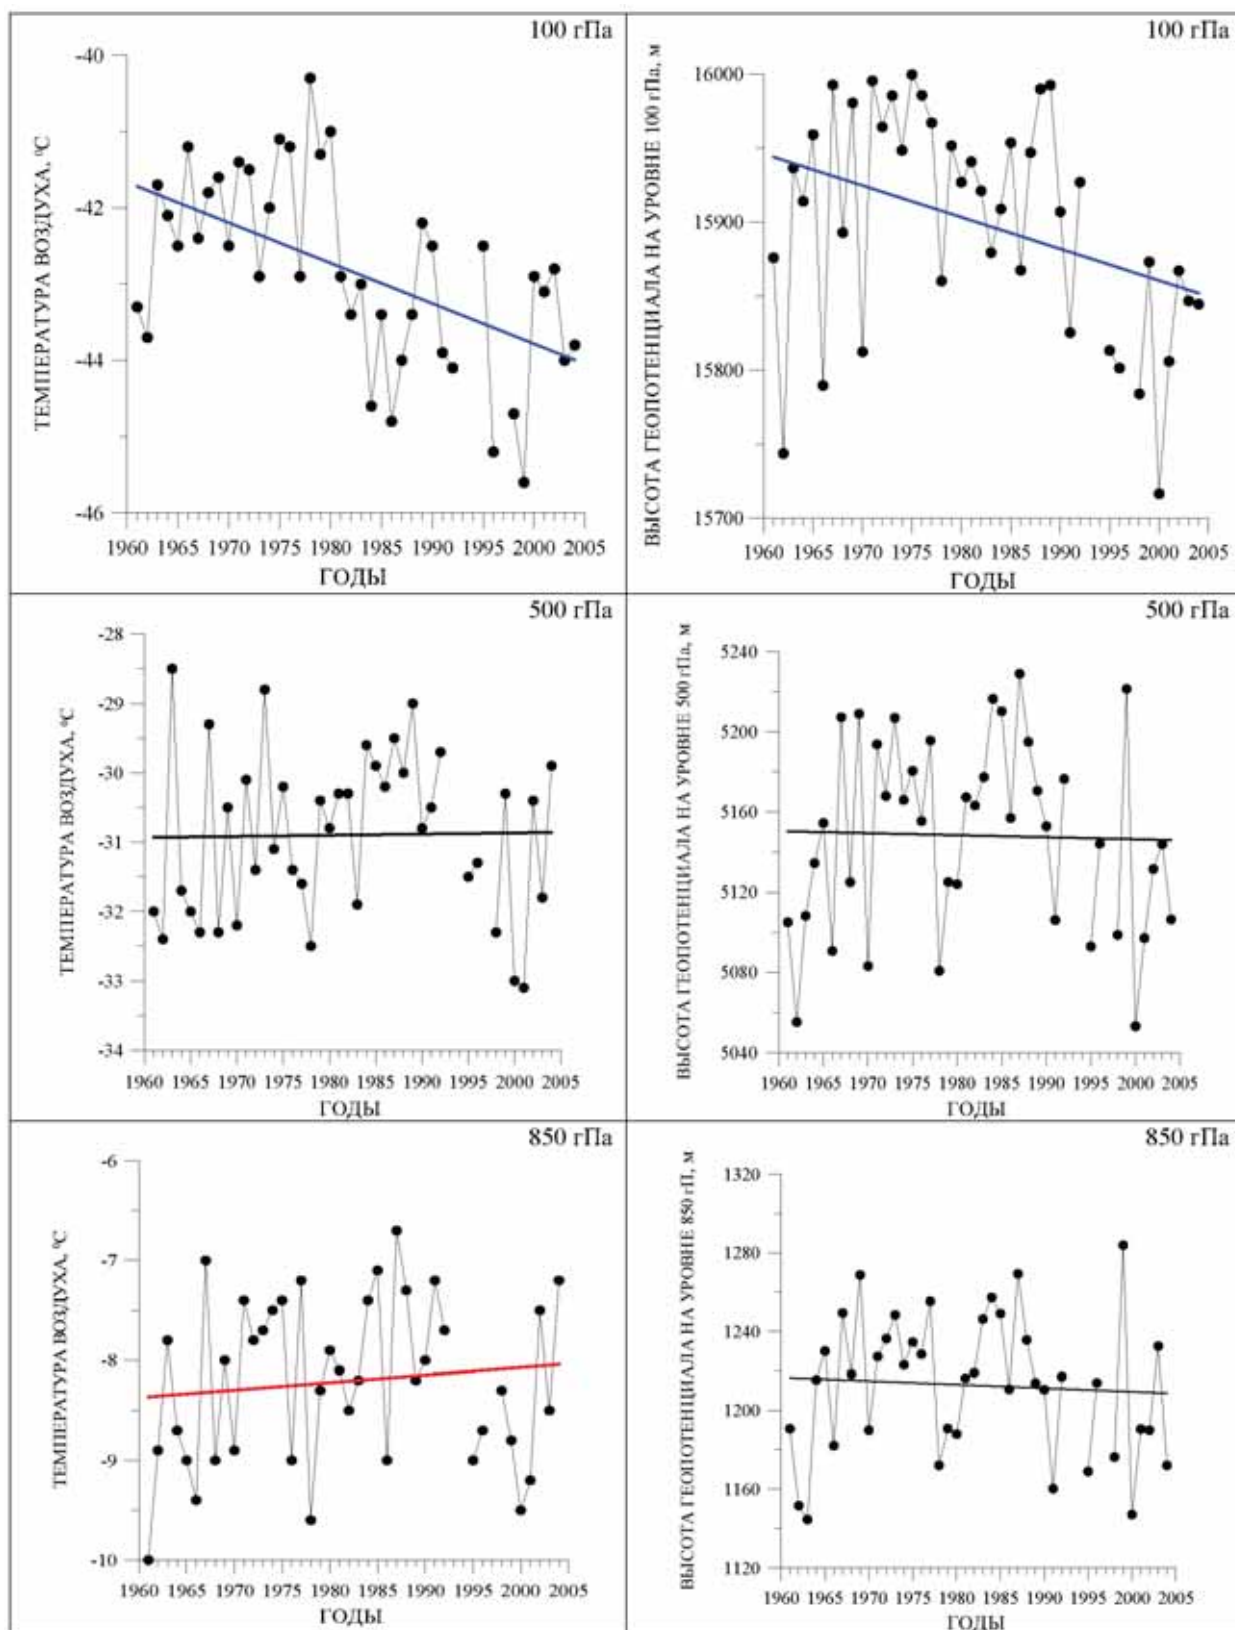 100 гПа
ТЕМПЕРАТУРА ВОЗДУХА, ºС
-40
-42
-44
-46
1960 1965 1970 1975 1980 1985 1990 1995 2000 2005
ГОДЫ
100 гПа
ВЫСОТА ГЕОПОТЕНЦИАЛА НА УРОВНЕ 100 гПа, м
16000
15900
15800
15700
1960 1965 1970 1975 1980 1985 1990 1995 2000 2005
ГОДЫ
500 гПа
ТЕМПЕРАТУРА ВОЗДУХА, ºС
-28
-29
-30
-31
-32
-33
-34
1960 1965 1970 1975 1980 1985 1990 1995 2000 2005
ГОДЫ
500 гПа
ВЫСОТА ГЕОПОТЕНЦИАЛА НА УРОВНЕ 500 гПа, м
5240
5200
5160
5120
5080
5040
1960 1965 1970 1975 1980 1985 1990 1995 2000 2005
ГОДЫ
850 гПа
ТЕМПЕРАТУРА ВОЗДУХА, ºС
-6
-7
-8
-9
-10
1960 1965 1970 1975 1980 1985 1990 1995 2000 2005
ГОДЫ
850 гПа
ВЫСОТА ГЕОПОТЕНЦИАЛА НА УРОВНЕ 850 гП, м
1320
1280
1240
1200
1160
1120
1960 1965 1970 1975 1980 1985 1990 1995 2000 2005
ГОДЫ